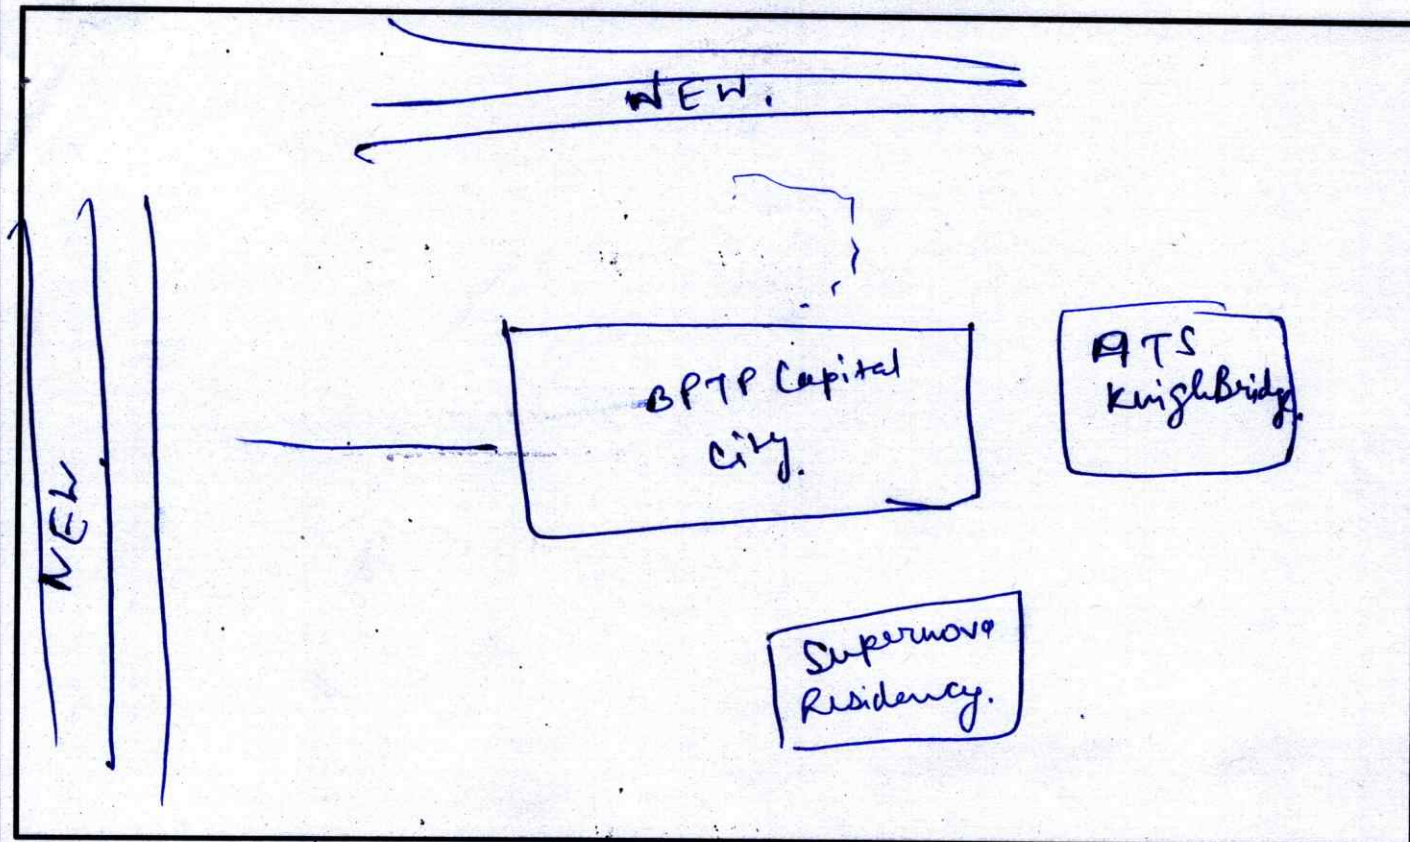 NEW.
BPTP Capital
City.
ATS
KnighBridge.
NEW
Supernova
Residency.